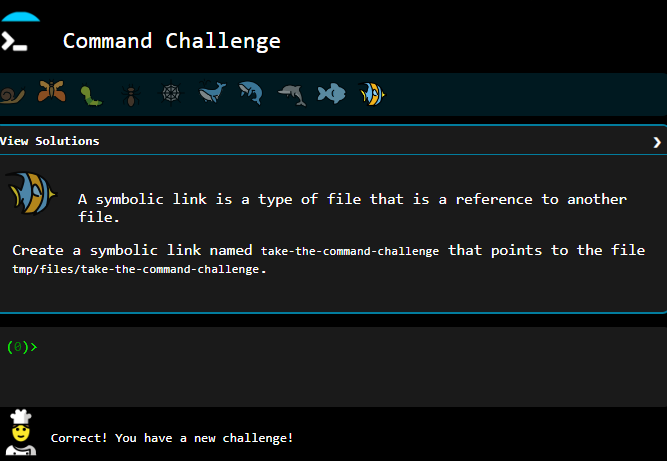 Command Challenge
View Solutions
A symbolic link is a type of file that is a reference to another
file.
Create a symbolic link named take-the-command-challenge that points to the file
tmp/files/take-the-command-challenge.
(0)>
Correct! You have a new challenge!